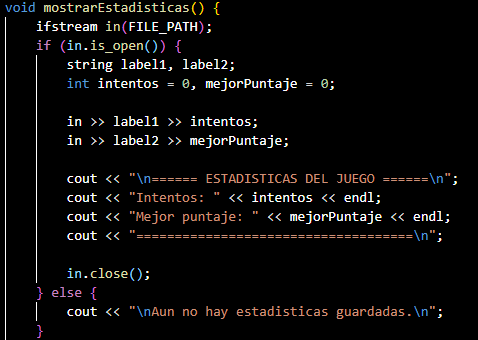 void mostrarEstadisticas() {
    ifstream in(FILE_PATH);
    if (in.is_open()) {
        string label1, label2;
        int intentos = 0, mejorPuntaje = 0;

        in >> label1 >> intentos;
        in >> label2 >> mejorPuntaje;

        cout << "\n====== ESTADISTICAS DEL JUEGO ======\n";
        cout << "Intentos: " << intentos << endl;
        cout << "Mejor puntaje: " << mejorPuntaje << endl;
        cout << "====================================\n";

        in.close();
    } else {
        cout << "\nAun no hay estadisticas guardadas.\n";
    }